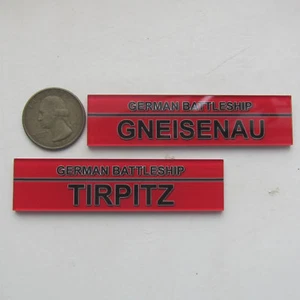 GERMAN BATTLESHIP
GNEISENAU
GERMAN BATTLESHIP
TIRPITZ